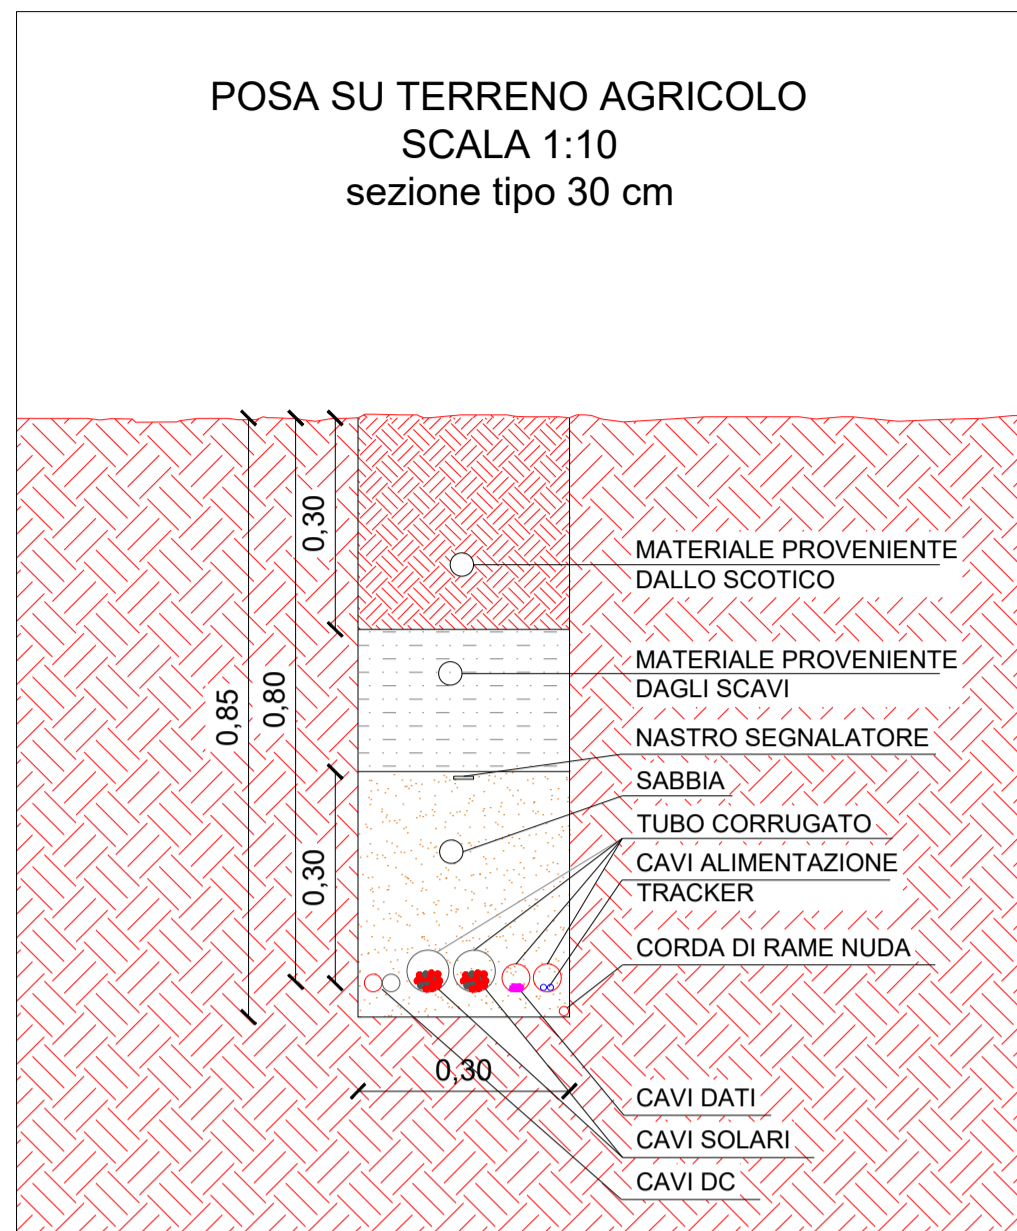 POSA SU TERRENO AGRICOLO
SCALA 1:10
sezione tipo 30 cm
0,30
0,80
0,85
0,30
0,30
MATERIALE PROVENIENTE
DALLO SCOTICO
MATERIALE PROVENIENTE
DAGLI SCAVI
NASTRO SEGNALATORE
SABBIA
TUBO CORRUGATO
CAVI ALIMENTAZIONE
TRACKER
CORDA DI RAME NUDA
CAVI DATI
CAVI SOLARI
CAVI DC